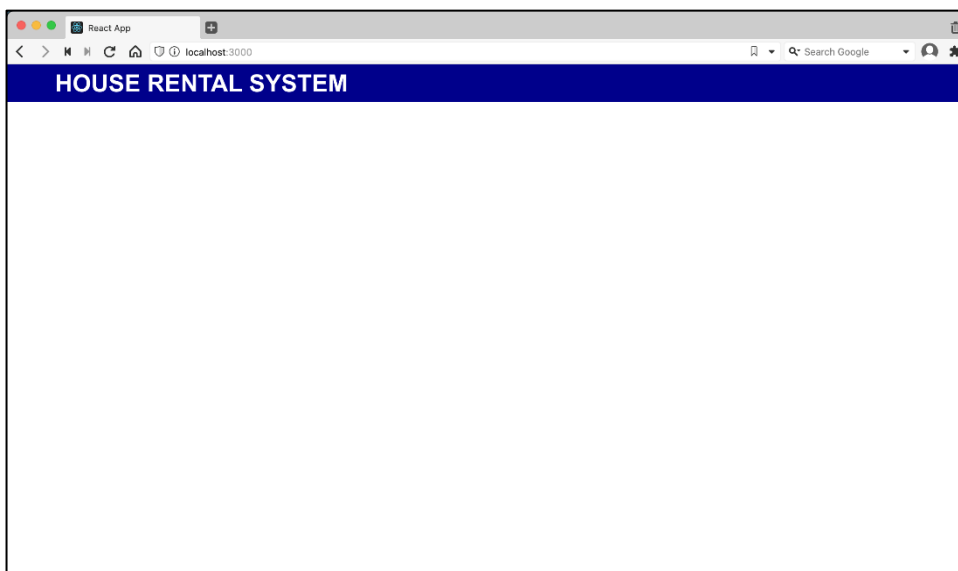 React App
localhost:3000
Search Google
HOUSE RENTAL SYSTEM